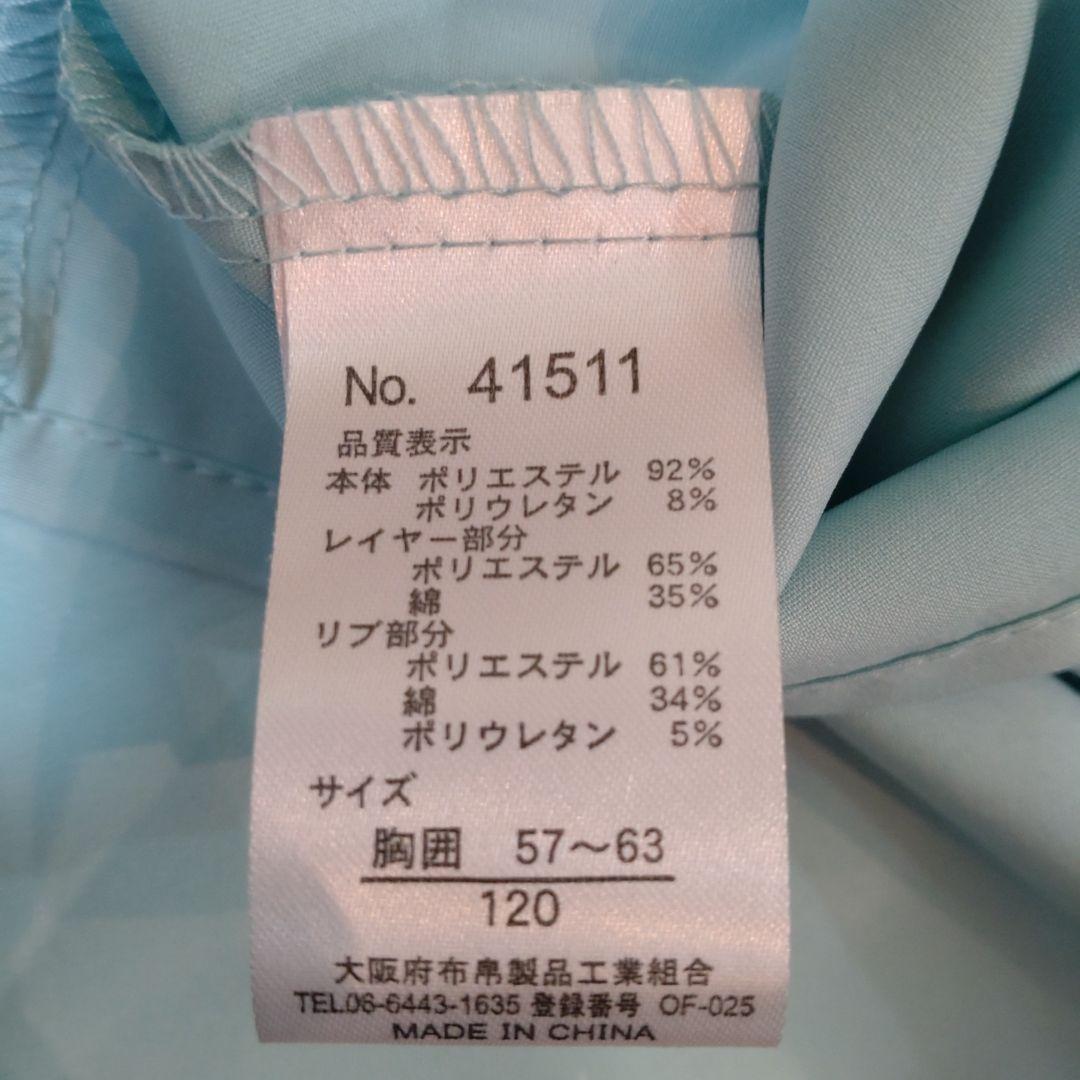 No. 41511
品質表示
本体 ポリエステル 92%
ポリウレタン 8%
レイヤー部分
ポリエステル 65%
綿 35%
リブ部分
ポリエステル 61%
綿 34%
ポリウレタン 5%
サイズ
胸囲 57〜63
120
大阪府布帛製品工業組合
TEL.06-6443-1635 登録番号 OF-025
MADE IN CHINA